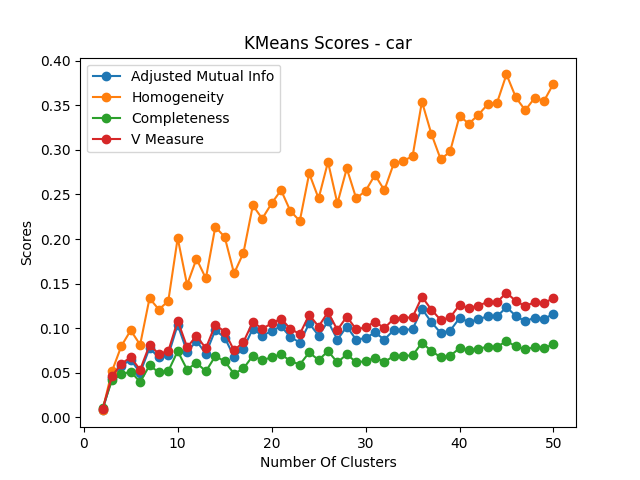 KMeans Scores - car
Adjusted Mutual Info
Homogeneity
Completeness
V Measure
Scores
0.40
0.35
0.30
0.25
0.20
0.15
0.10
0.05
0.00
0 10 20 30 40 50
Number Of Clusters